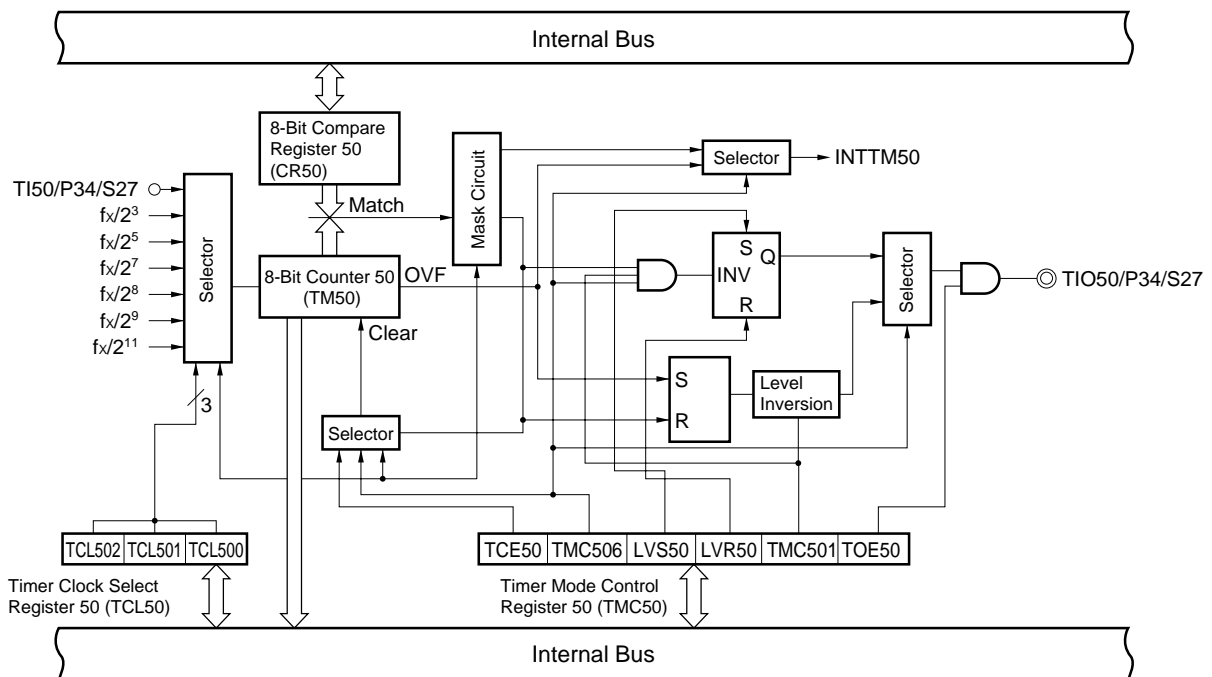 Internal Bus
8-Bit Compare
Register 50
(CR50)
Mask Circuit
Selector
INTTM50
TI50/P34/S27
fX/2³
fX/2⁵
fX/2⁷
fX/2⁸
fX/2⁹
fX/2¹¹
Selector
Match
8-Bit Counter 50
(TM50)
OVF
Clear
S
Q
INV
R
Selector
TIO50/P34/S27
S
R
Level
Inversion
3
Selector
TCL502 TCL501 TCL500
Timer Clock Select
Register 50 (TCL50)
TCE50 TMC506 LVS50 LVR50 TMC501 TOE50
Timer Mode Control
Register 50 (TMC50)
Internal Bus